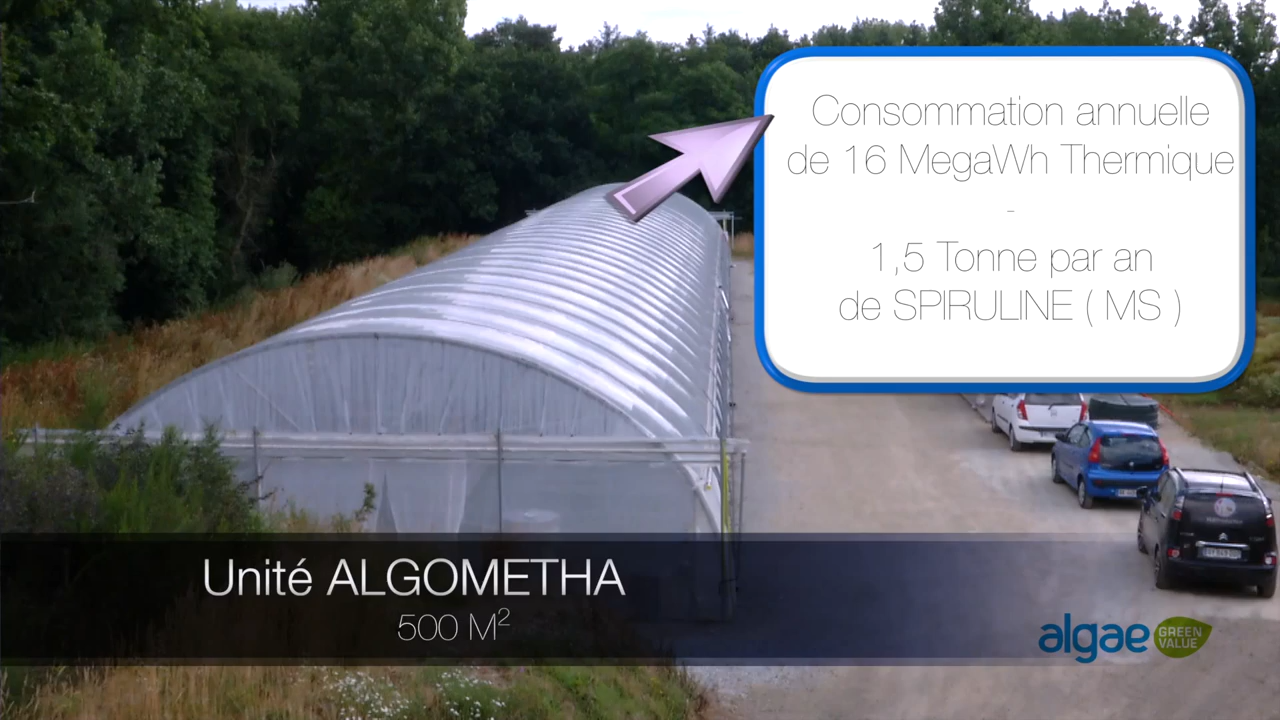 Consommation annuelle
de 16 MegaWh Thermique
-
1,5 Tonne par an
de SPIRULINE ( MS )
Unité ALGOMETHA
500 M²
algae GREEN
VALUE